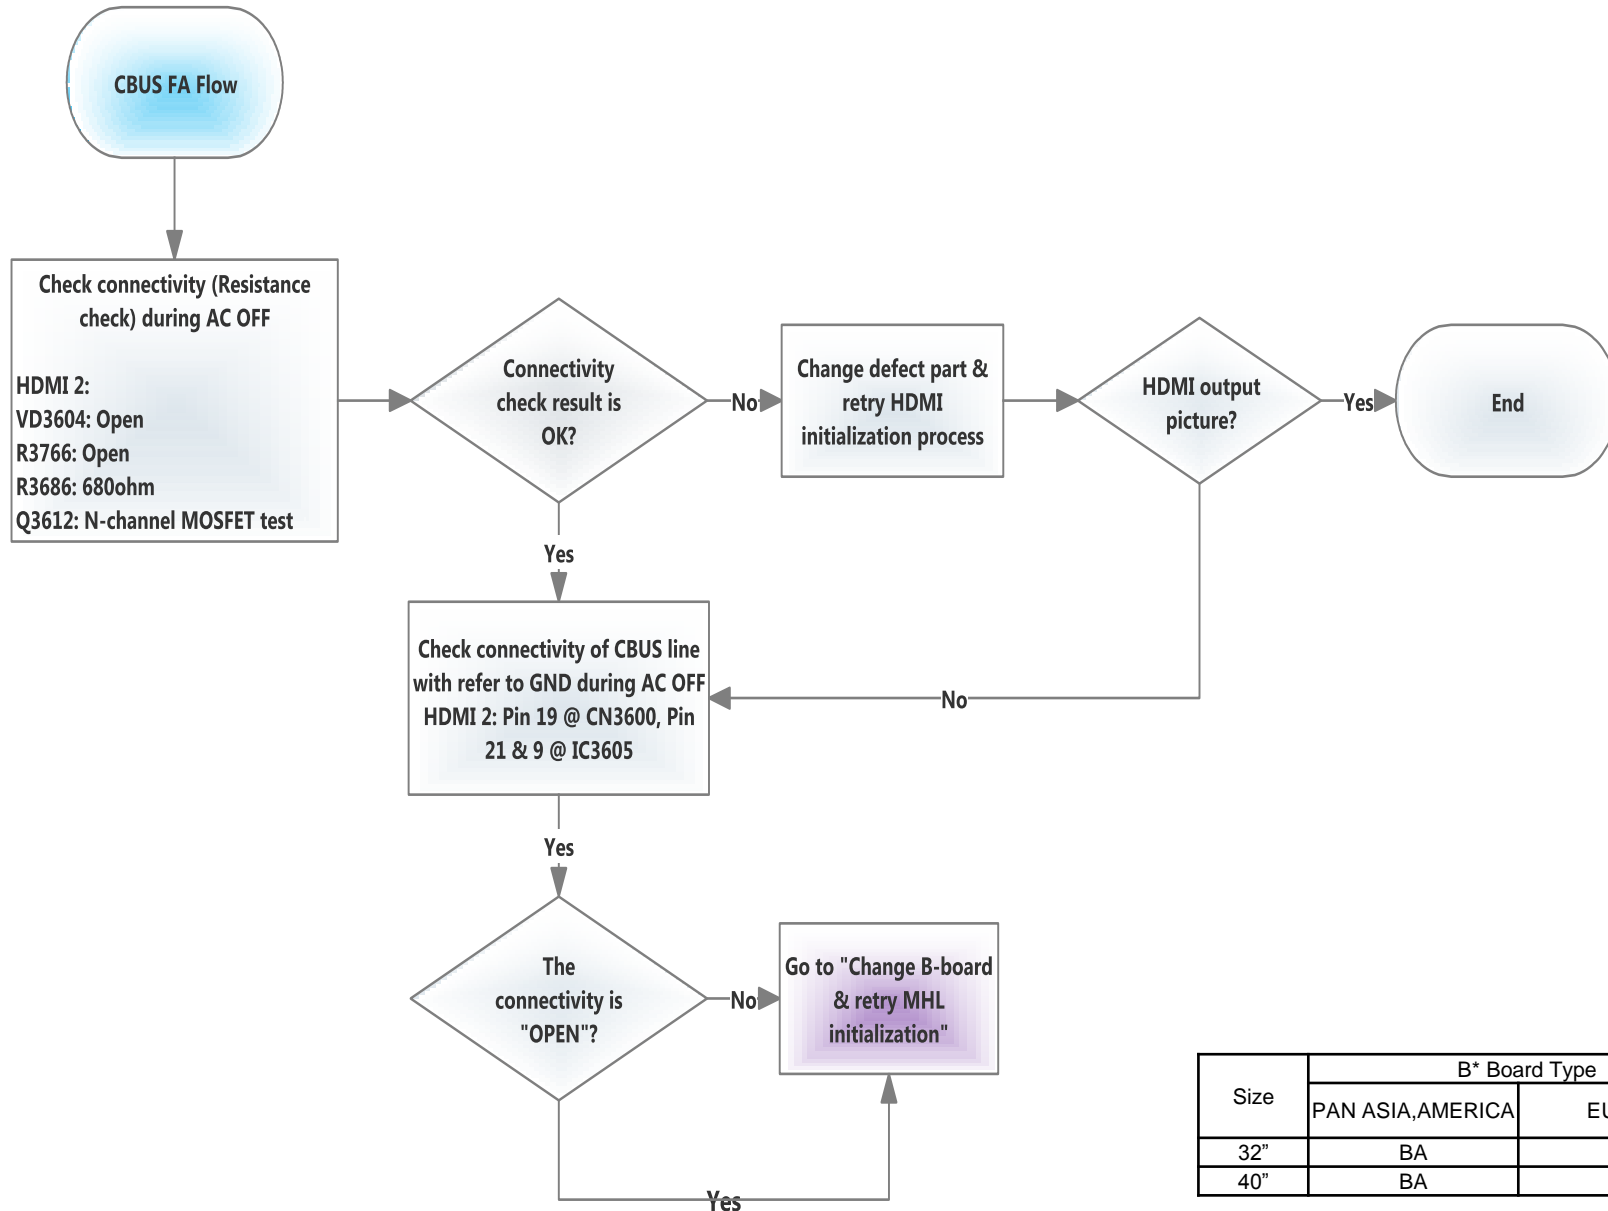 CBUS FA Flow
Check connectivity (Resistance
check) during AC OFF
HDMI 2:
VD3604: Open
R3766: Open
R3686: 680ohm
Q3612: N-channel MOSFET test
Connectivity
check result is
OK?
No
Change defect part &
retry HDMI
initialization process
HDMI output
picture?
Yes
End
Yes
No
Check connectivity of CBUS line
with refer to GND during AC OFF
HDMI 2: Pin 19 @ CN3600, Pin
21 & 9 @ IC3605
Yes
The
connectivity is
"OPEN"?
No
Go to "Change B-board
& retry MHL
initialization"
Yes
Size
B* Board Type
PAN ASIA,AMERICA
EU
32”
BA
40”
BA